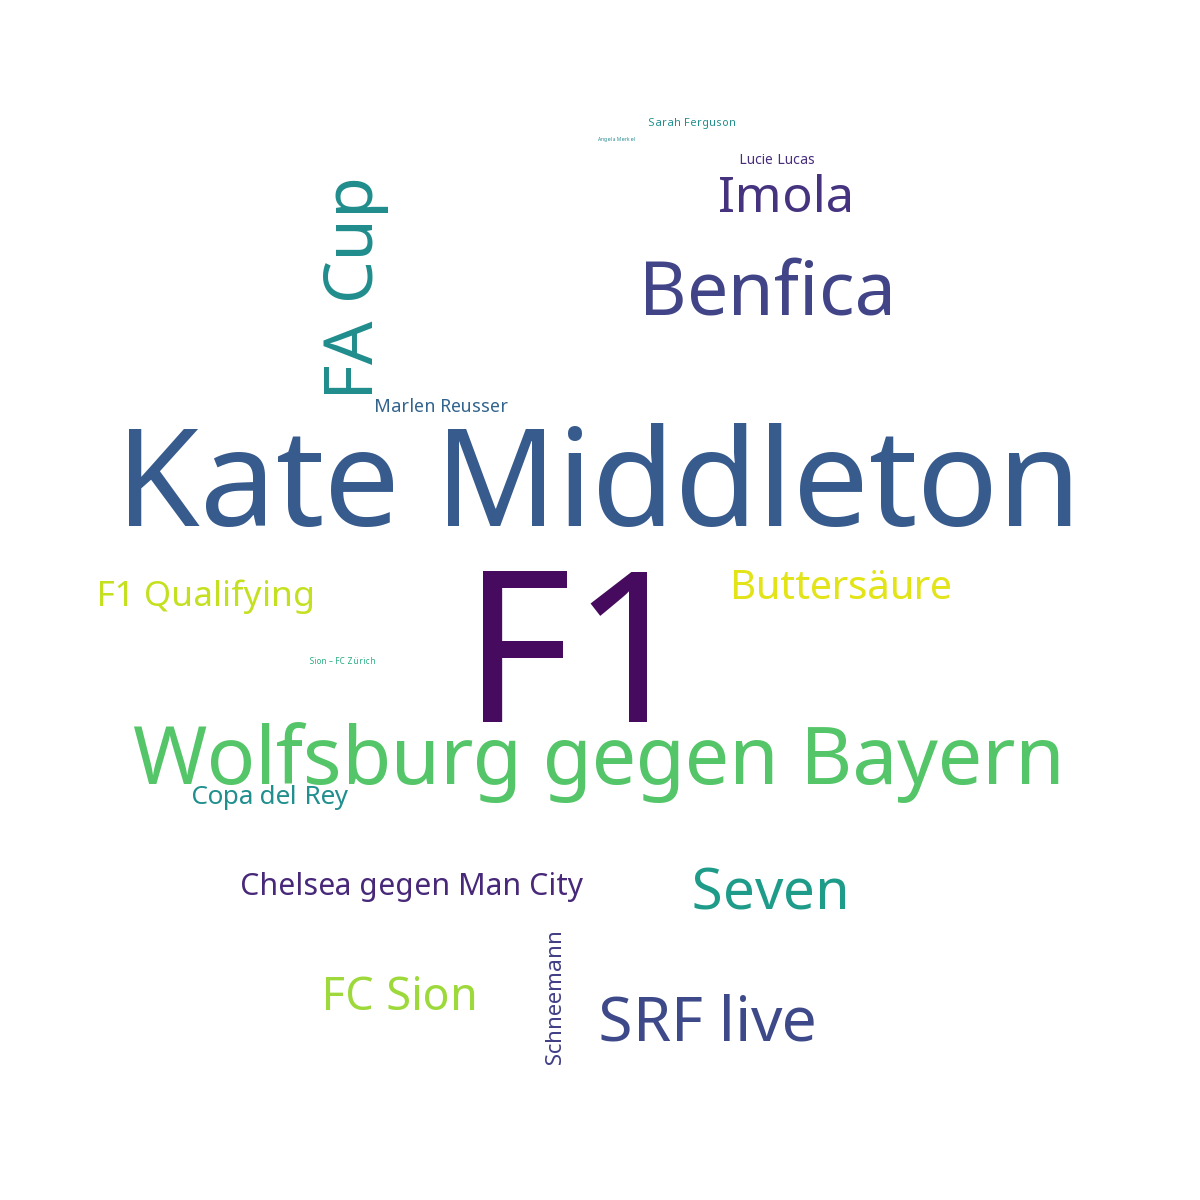 Sarah Ferguson
Angela Merkel
Lucie Lucas
Imola
FA Cup
Benfica
Marlen Reusser
Kate Middleton
F1 Qualifying
Buttersäure
F1
Sion – FC Zürich
Wolfsburg gegen Bayern
Copa del Rey
Chelsea gegen Man City
Seven
Schneemann
FC Sion
SRF live